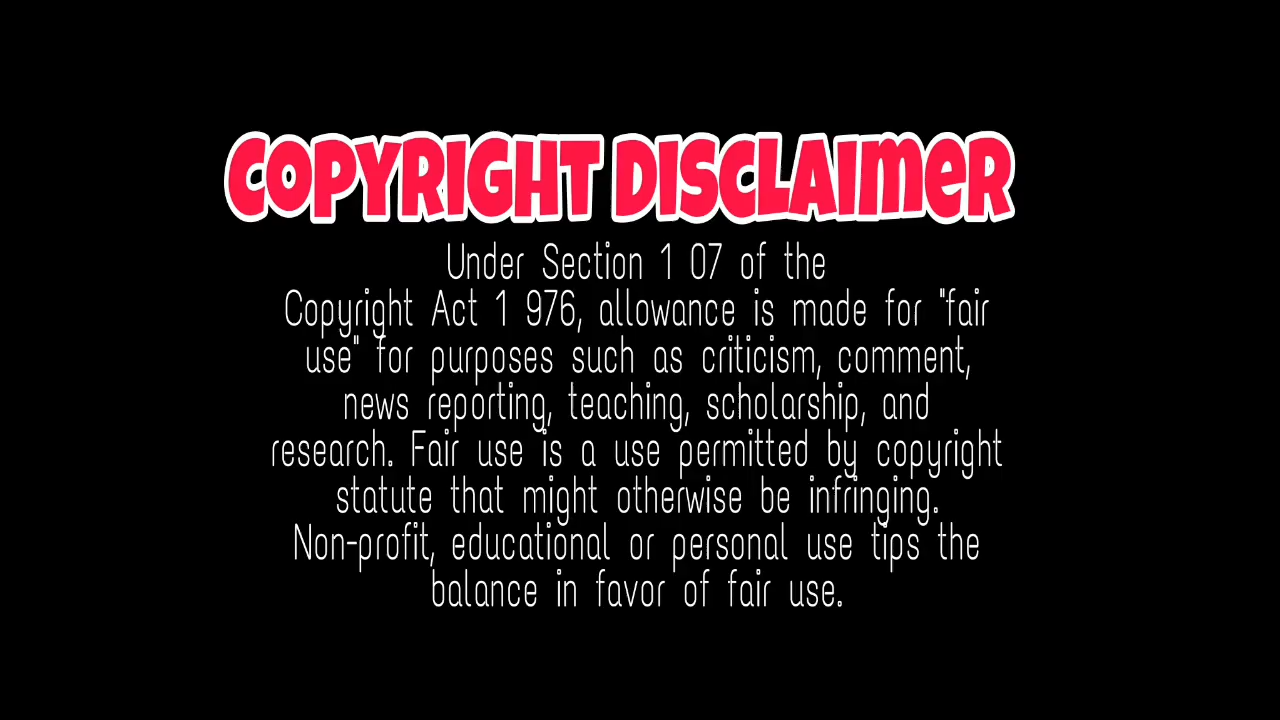 COPYRIGHT DISCLAIMER
Under Section 1 07 of the
Copyright Act 1 976, allowance is made for "fair
use" for purposes such as criticism, comment,
news reporting, teaching, scholarship, and
research. Fair use is a use permitted by copyright
statute that might otherwise be infringing.
Non-profit, educational or personal use tips the
balance in favor of fair use.